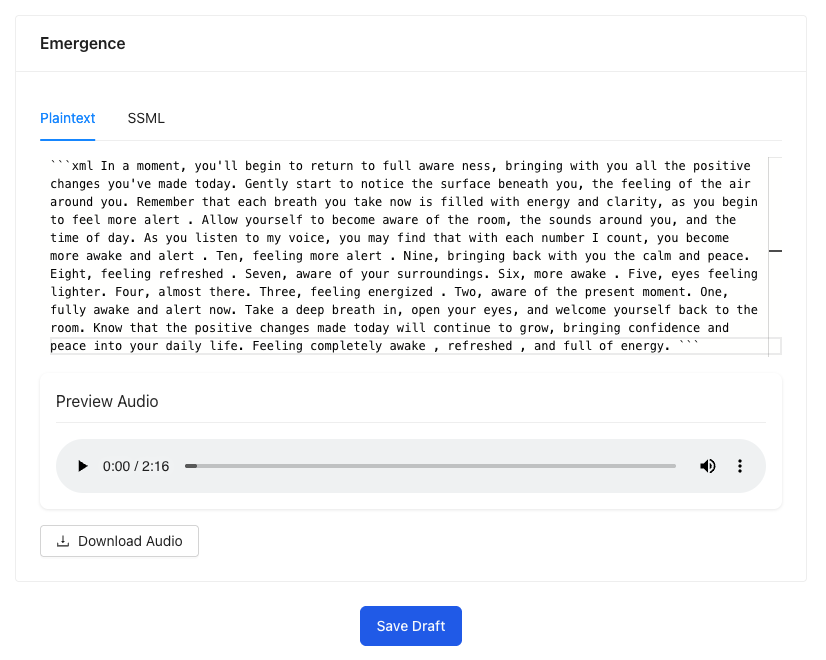 Emergence
Plaintext SSML
```xml In a moment, you'll begin to return to full aware ness, bringing with you all the positive
changes you've made today. Gently start to notice the surface beneath you, the feeling of the air
around you. Remember that each breath you take now is filled with energy and clarity, as you begin
to feel more alert . Allow yourself to become aware of the room, the sounds around you, and the
time of day. As you listen to my voice, you may find that with each number I count, you become
more awake and alert . Ten, feeling more alert . Nine, bringing back with you the calm and peace.
Eight, feeling refreshed . Seven, aware of your surroundings. Six, more awake . Five, eyes feeling
lighter. Four, almost there. Three, feeling energized . Two, aware of the present moment. One,
fully awake and alert now. Take a deep breath in, open your eyes, and welcome yourself back to the
room. Know that the positive changes made today will continue to grow, bringing confidence and
peace into your daily life. Feeling completely awake , refreshed , and full of energy. ```
Preview Audio
0:00 / 2:16
Download Audio
Save Draft